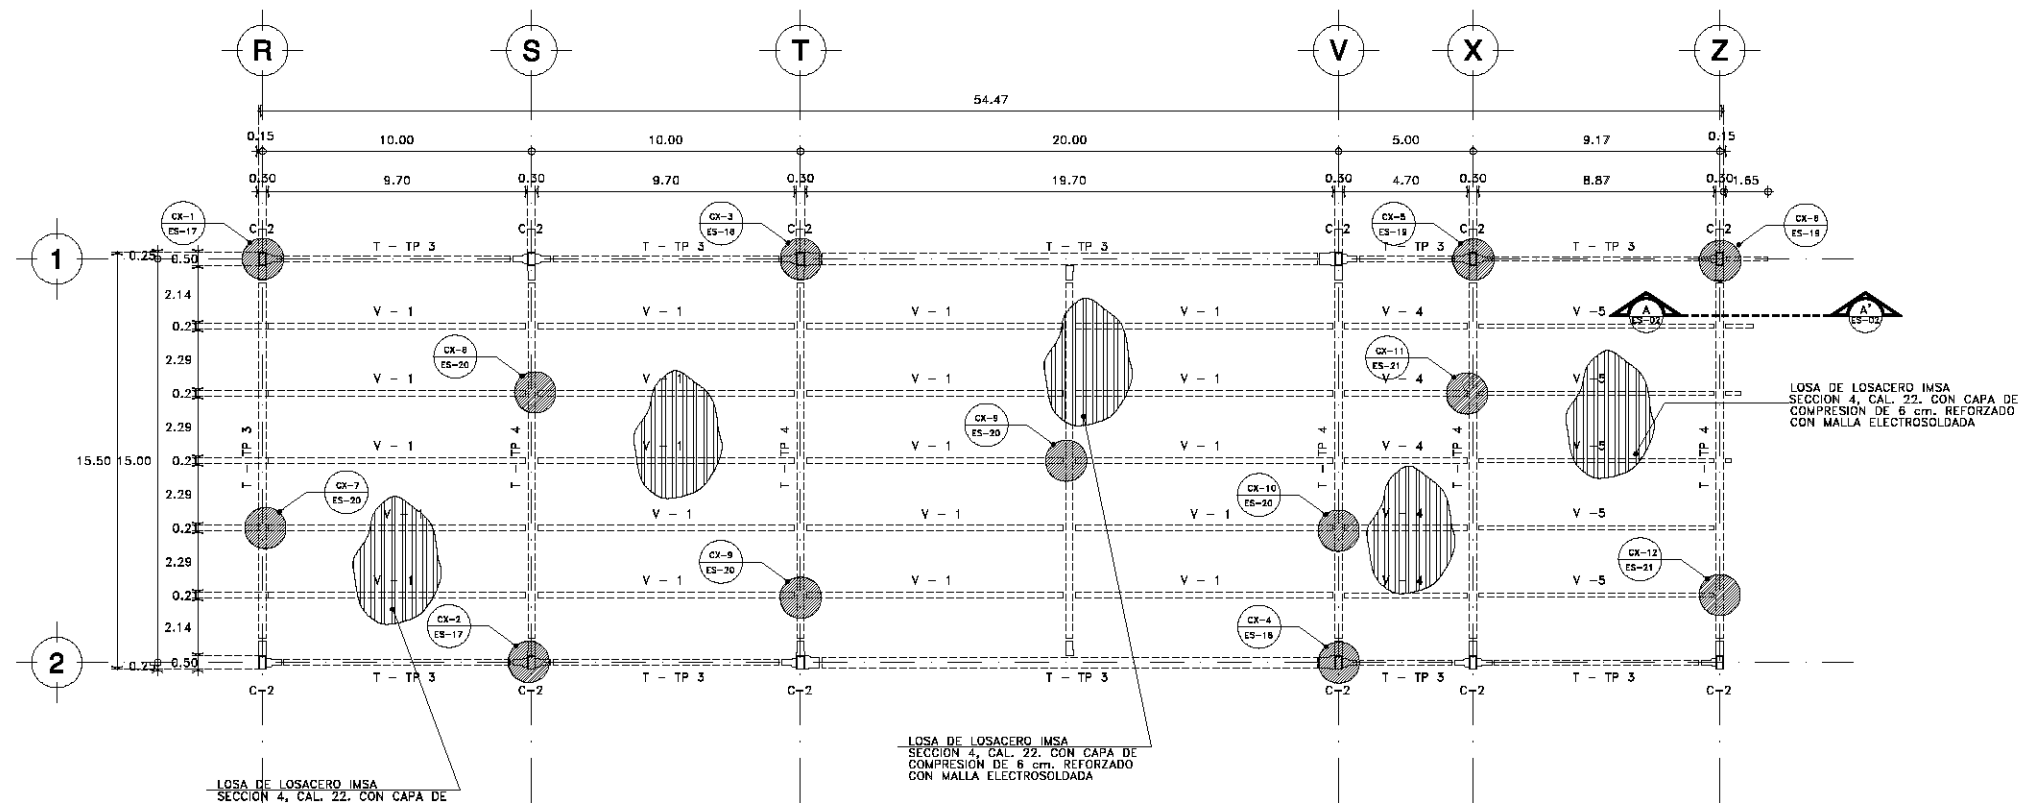 R S T V X Z
54.47
0.15 10.00 10.00 20.00 5.00 9.17 0.15
0.30 9.70 0.30 9.70 0.30 19.70 0.30 4.70 0.30 8.87 0.30 1.65
CX-1 ES-17
CX-3 ES-18
CX-5 ES-19
CX-6 ES-19
C-2 C-2 C-2 C-2 C-2
T - TP 3 T - TP 3 T - TP 3 T - TP 3 T - TP 3
1 0.25 0.50
2.14
V - 1 V - 1 V - 1 V - 1 V - 4 V -5
A ES-02
A' ES-02
0.21
CX-8 ES-20
CX-11 ES-21
2.29
V - 1 V - 1 V - 1 V - 1 V - 4 V -5
0.21
LOSA DE LOSACERO IMSA
SECCION 4, CAL. 22. CON CAPA DE
COMPRESION DE 6 cm. REFORZADO
CON MALLA ELECTROSOLDADA
2.29
CX-9 ES-20
V - 1 V - 1 V - 1 V - 1 V - 4 V -5
15.50 15.00 0.21
T - TP 3 T - TP 4 T - TP 4 T - TP 4 T - TP 4 T - TP 4
CX-7 ES-20
CX-10 ES-20
2.29
V - 1 V - 1 V - 1 V - 1 V - 4 V -5
0.21
CX-9 ES-20
CX-12 ES-21
2.29
V - 1 V - 1 V - 1 V - 1 V - 4 V -5
0.21
CX-2 ES-17
CX-4 ES-18
2.14
2 0.25 0.50
T - TP 3 T - TP 3 T - TP 3 T - TP 3 T - TP 3
C-2 C-2 C-2 C-2 C-2 C-2
LOSA DE LOSACERO IMSA
SECCION 4, CAL. 22. CON CAPA DE
COMPRESION DE 6 cm. REFORZADO
CON MALLA ELECTROSOLDADA
LOSA DE LOSACERO IMSA
SECCION 4, CAL. 22. CON CAPA DE